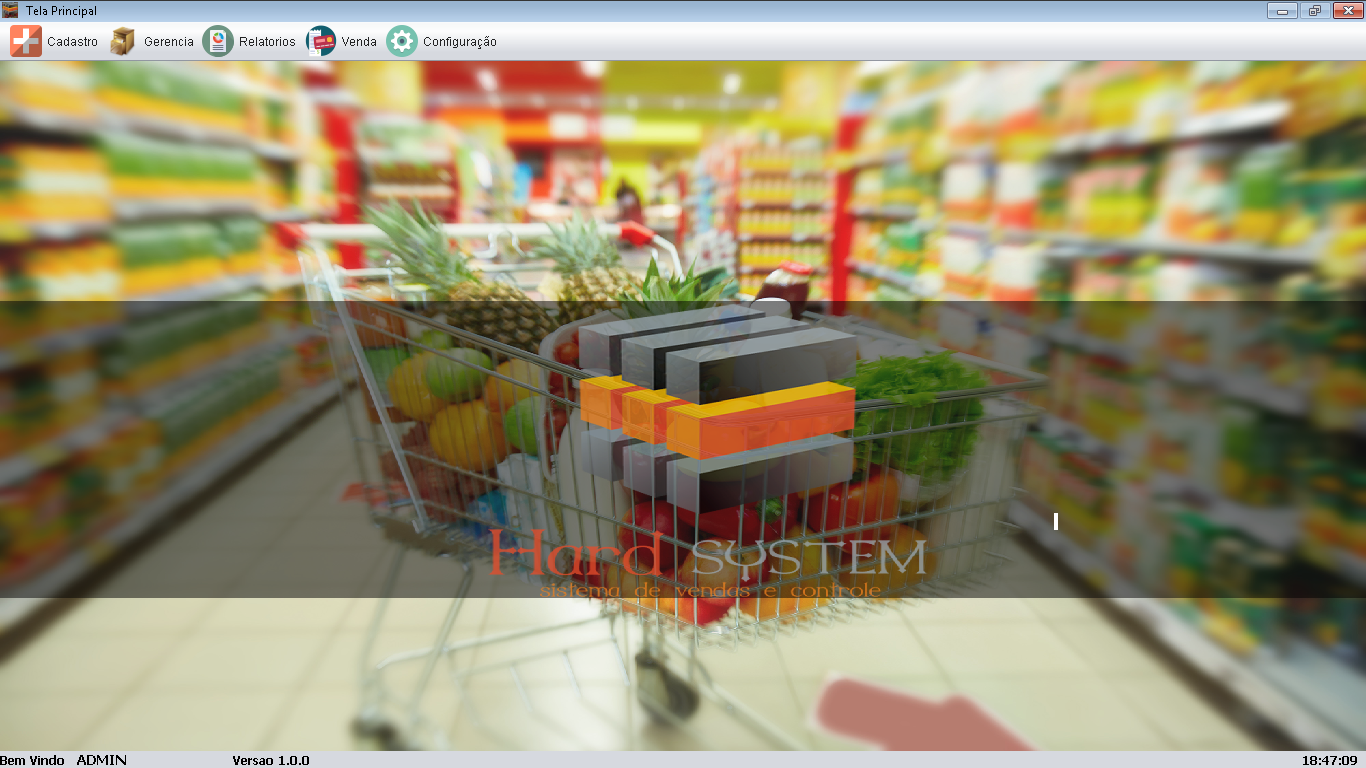 Tela Principal
Cadastro Gerencia Relatorios Venda Configuração
Hard SYSTEM
sistema de vendas e controle
Bem Vindo ADMIN Versao 1.0.0 18:47:09